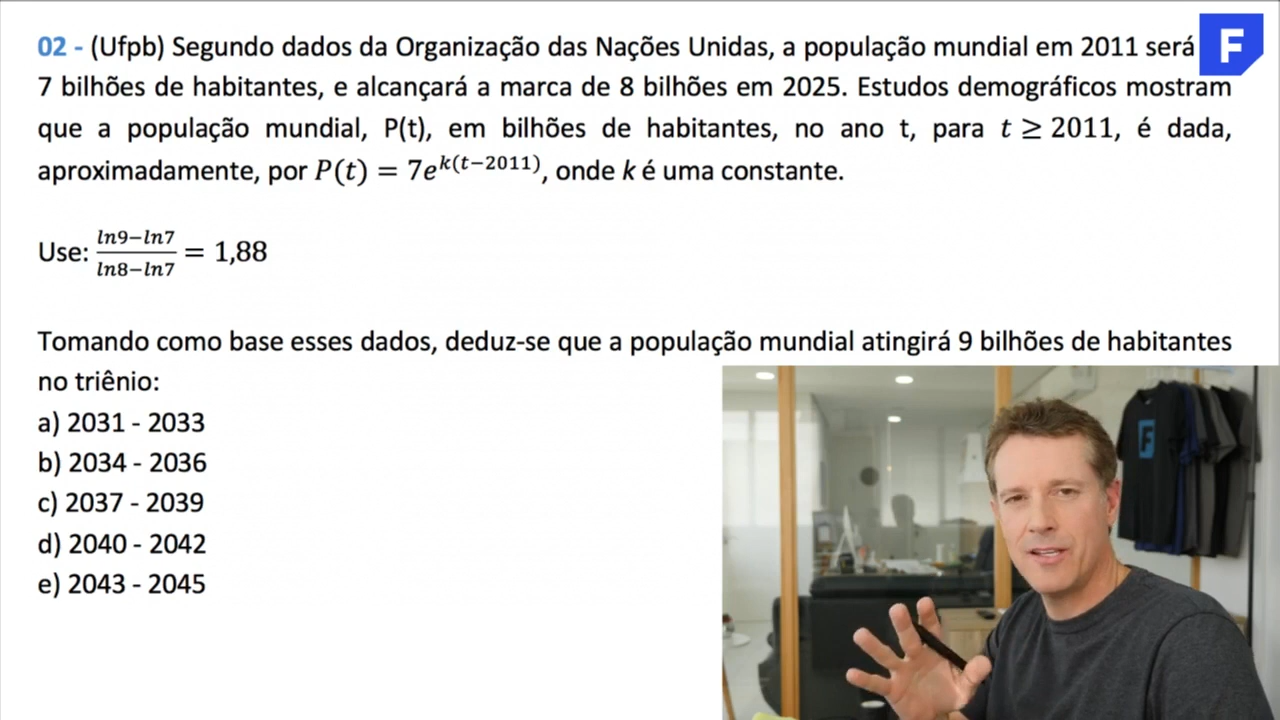 02 - (Ufpb) Segundo dados da Organização das Nações Unidas, a população mundial em 2011 será
F
7 bilhões de habitantes, e alcançará a marca de 8 bilhões em 2025. Estudos demográficos mostram
que a população mundial, P(t), em bilhões de habitantes, no ano t, para t ≥ 2011, é dada,
aproximadamente, por P(t) = 7e^{k(t−2011)}, onde k é uma constante.
Use: \frac{ln9−ln7}{ln8−ln7} = 1,88
Tomando como base esses dados, deduz-se que a população mundial atingirá 9 bilhões de habitantes
no triênio:
a) 2031 - 2033
b) 2034 - 2036
c) 2037 - 2039
d) 2040 - 2042
e) 2043 - 2045
F